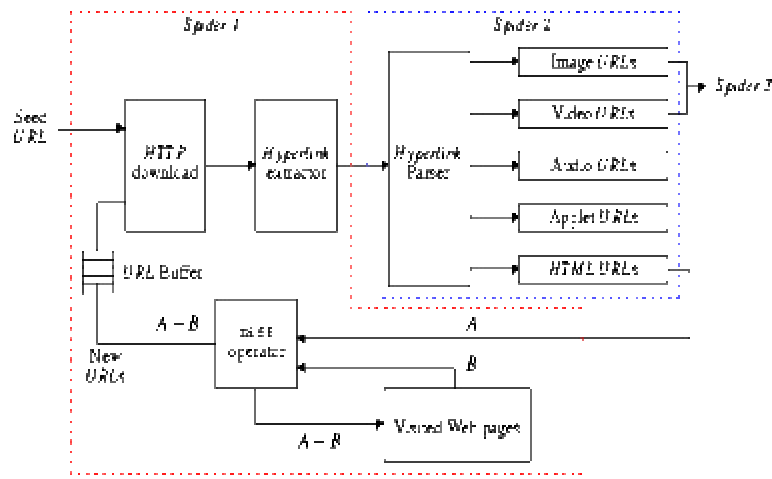 Spider 1
Spider 2
Image URLs
Spider 3
Seed
URL
Video URLs
HTTP
download
Hyperlink
extractor
Hyperlink
Parser
Audio URLs
Applet URLs
URL Buffer
HTML URLs
A – B
A
operator
B
New
URLs
A – B
Visited Web pages